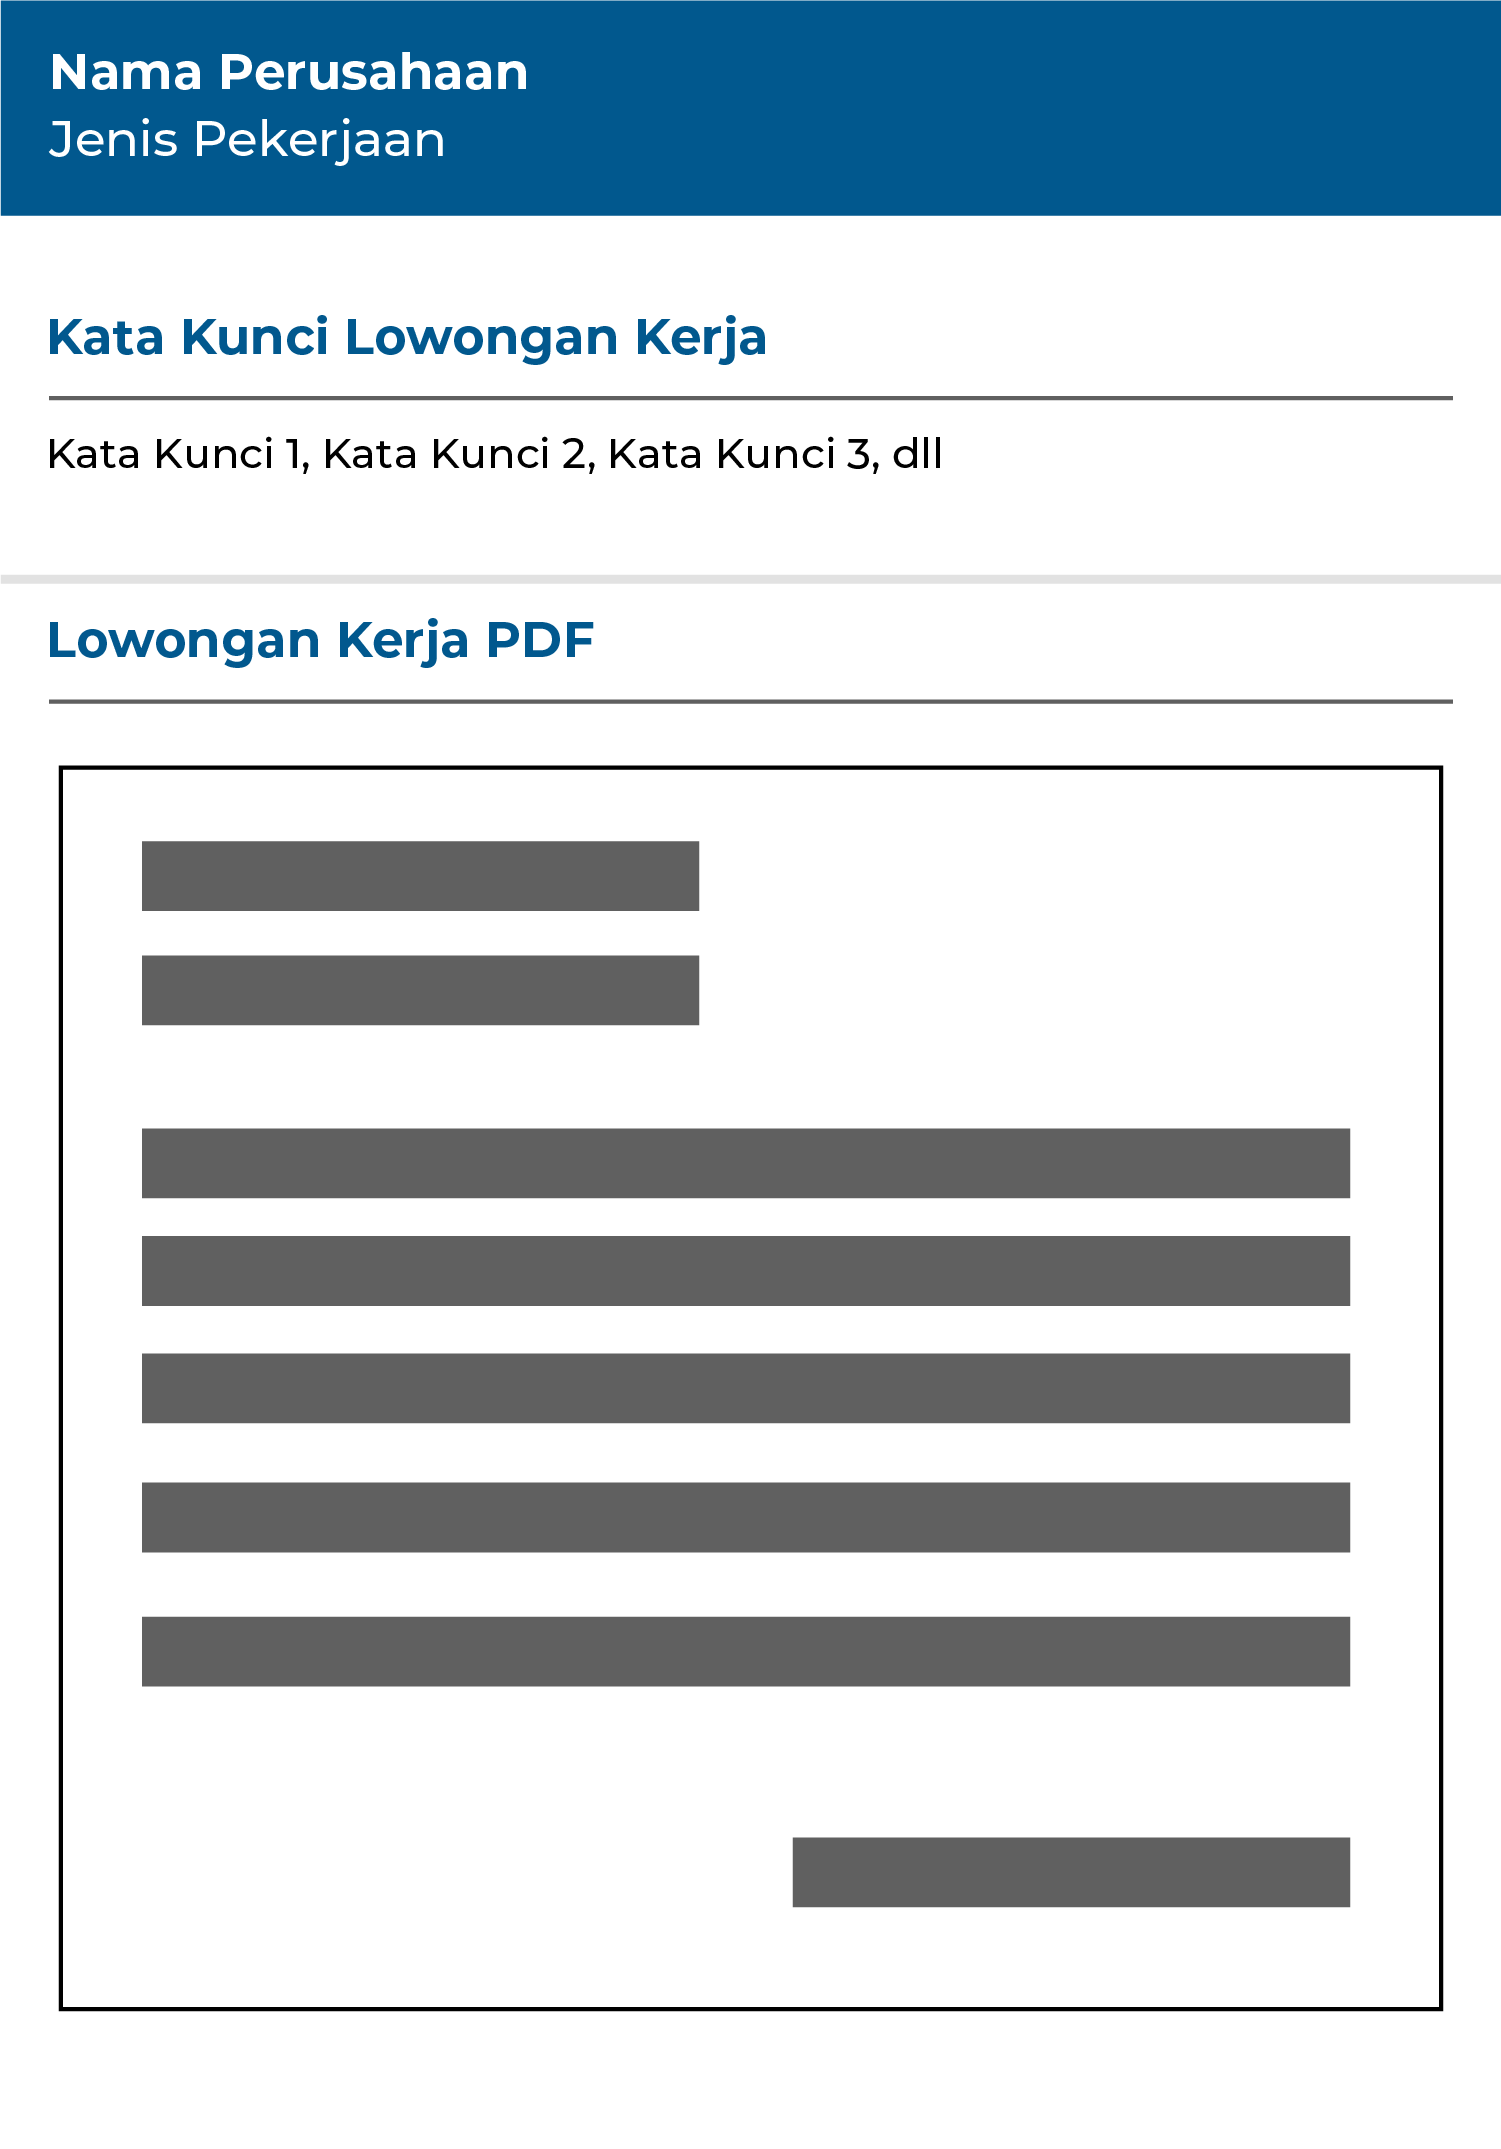 Nama Perusahaan
Jenis Pekerjaan
Kata Kunci Lowongan Kerja
Kata Kunci 1, Kata Kunci 2, Kata Kunci 3, dll
Lowongan Kerja PDF